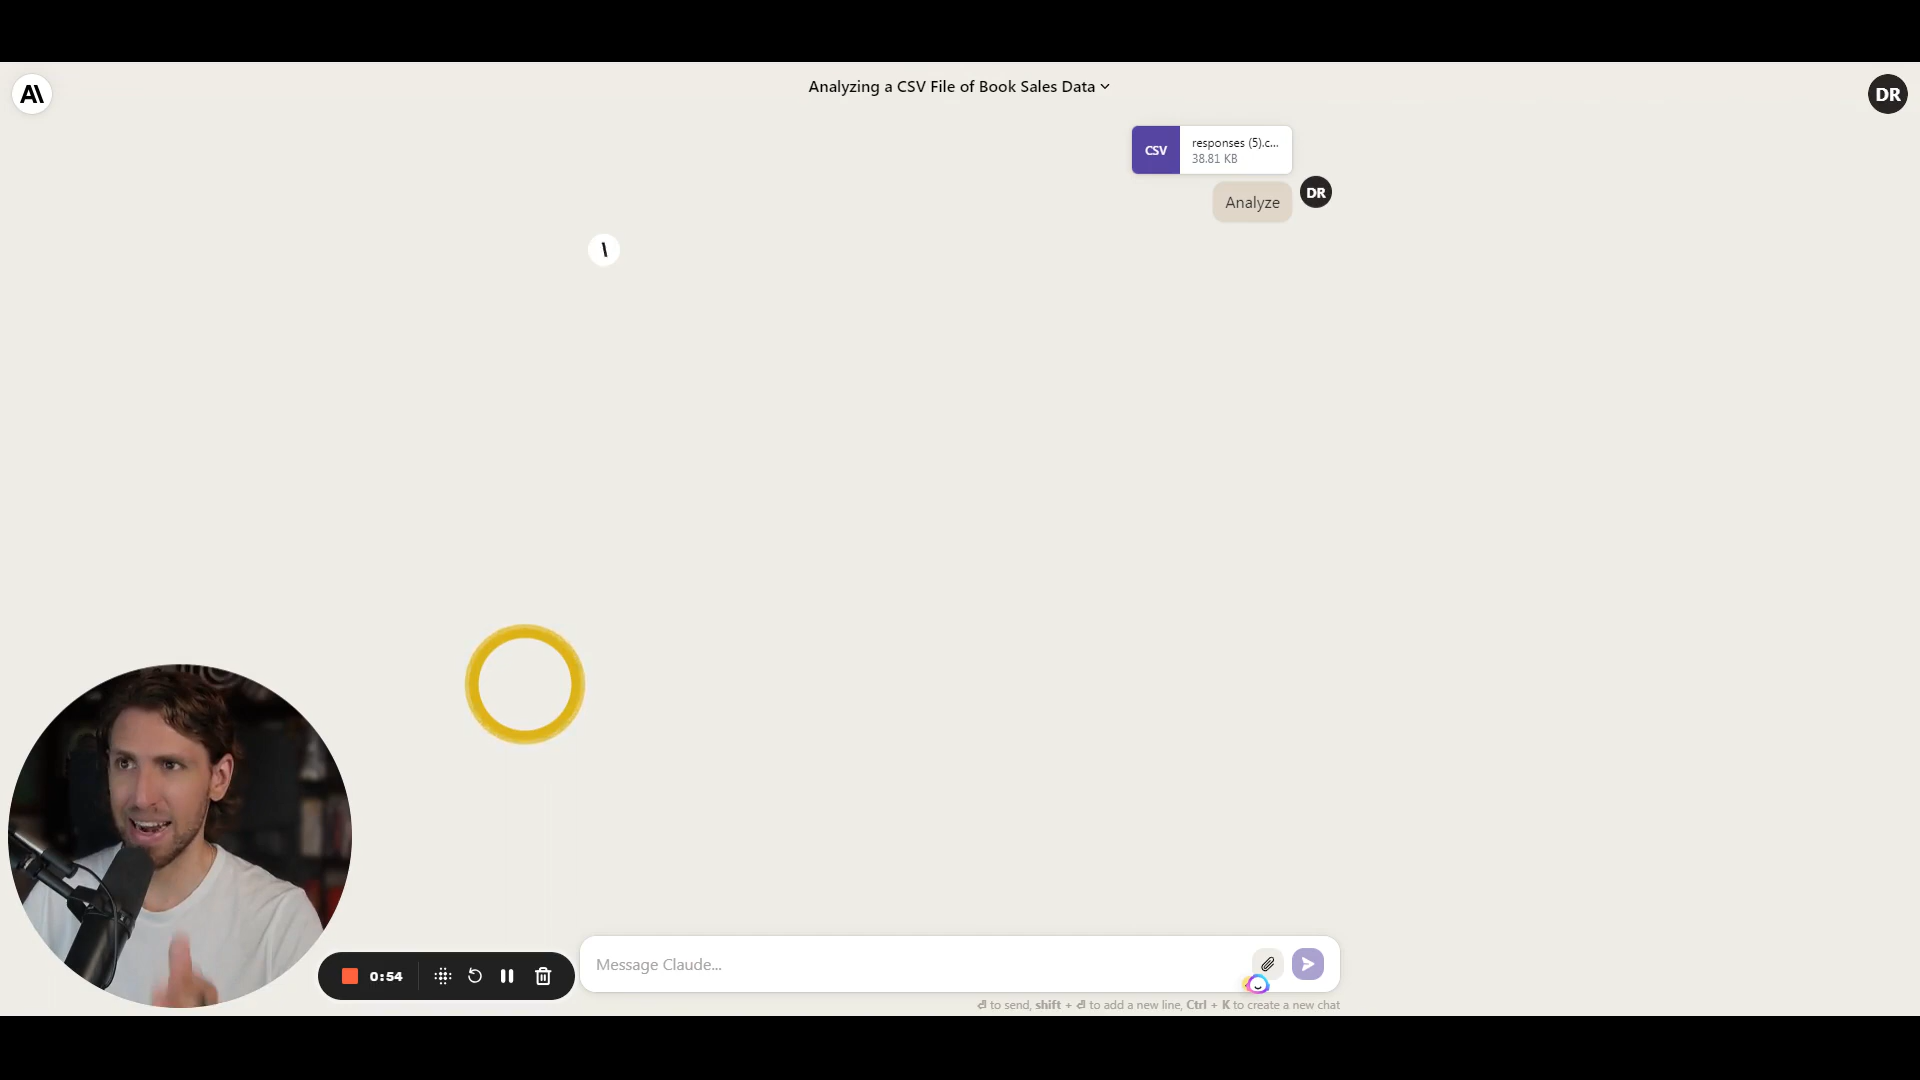 A\
Analyzing a CSV File of Book Sales Data
DR
CSV
responses (5).c...
38.81 KB
Analyze
DR
\
0:54
Message Claude...
⏎ to send, shift + ⏎ to add a new line, Ctrl + K to create a new chat